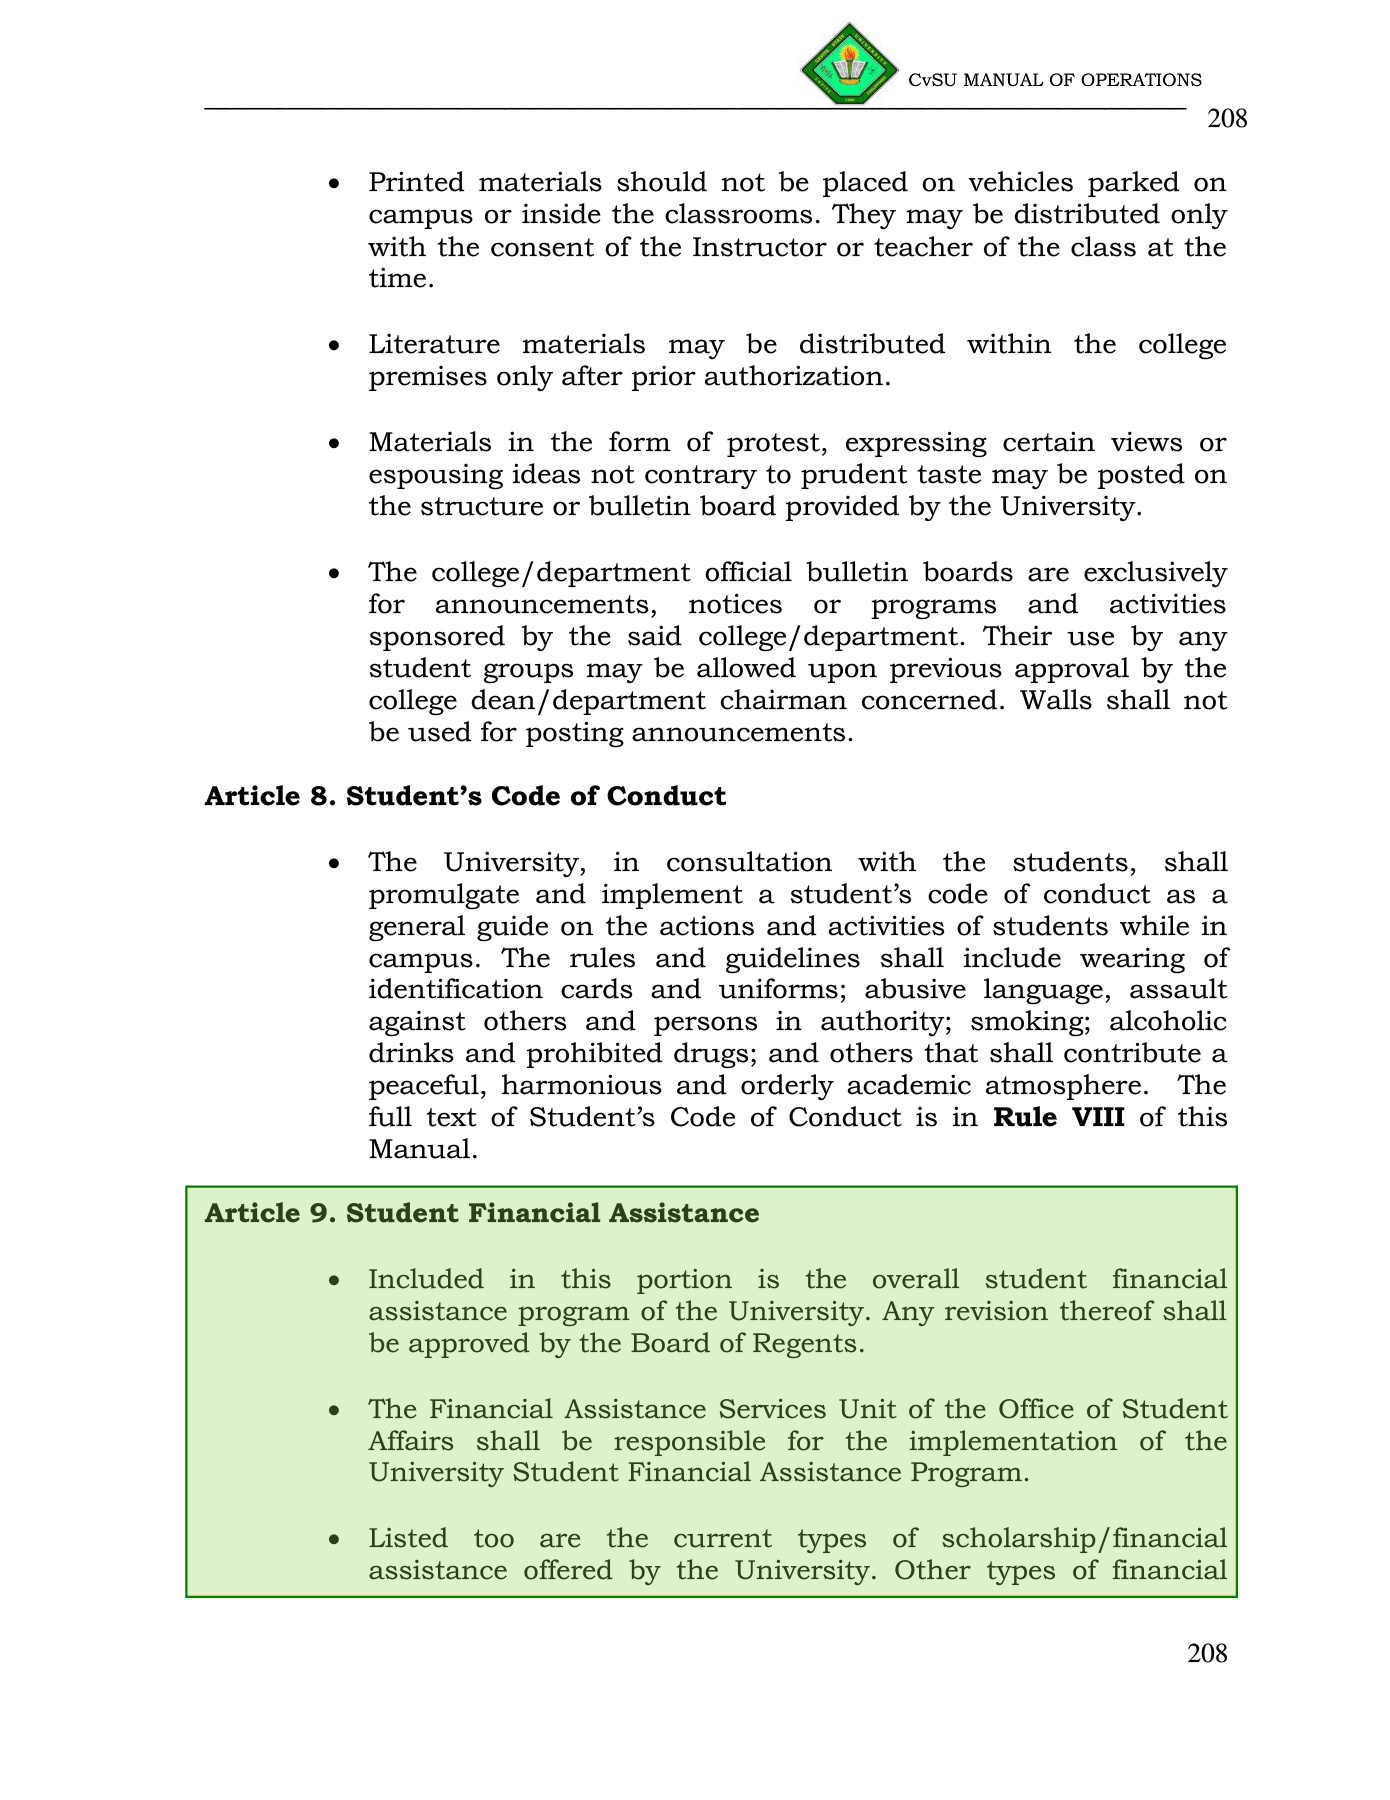 CvSU MANUAL OF OPERATIONS
208
• Printed materials should not be placed on vehicles parked on
campus or inside the classrooms. They may be distributed only
with the consent of the Instructor or teacher of the class at the
time.
• Literature materials may be distributed within the college
premises only after prior authorization.
• Materials in the form of protest, expressing certain views or
espousing ideas not contrary to prudent taste may be posted on
the structure or bulletin board provided by the University.
• The college/department official bulletin boards are exclusively
for announcements, notices or programs and activities
sponsored by the said college/department. Their use by any
student groups may be allowed upon previous approval by the
college dean/department chairman concerned. Walls shall not
be used for posting announcements.
Article 8. Student’s Code of Conduct
• The University, in consultation with the students, shall
promulgate and implement a student’s code of conduct as a
general guide on the actions and activities of students while in
campus. The rules and guidelines shall include wearing of
identification cards and uniforms; abusive language, assault
against others and persons in authority; smoking; alcoholic
drinks and prohibited drugs; and others that shall contribute a
peaceful, harmonious and orderly academic atmosphere. The
full text of Student’s Code of Conduct is in Rule VIII of this
Manual.
Article 9. Student Financial Assistance
• Included in this portion is the overall student financial
assistance program of the University. Any revision thereof shall
be approved by the Board of Regents.
• The Financial Assistance Services Unit of the Office of Student
Affairs shall be responsible for the implementation of the
University Student Financial Assistance Program.
• Listed too are the current types of scholarship/financial
assistance offered by the University. Other types of financial
208